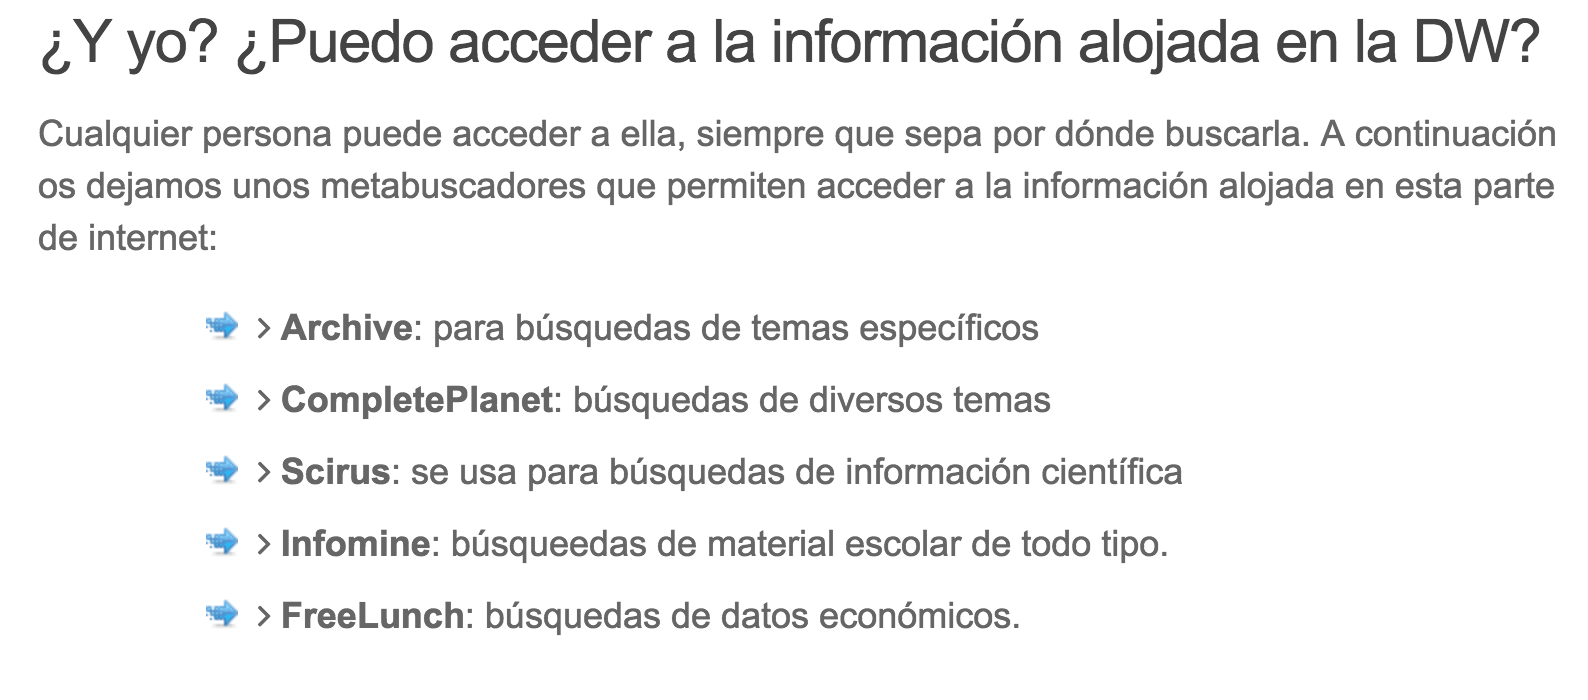 ¿Y yo? ¿Puedo acceder a la información alojada en la DW?
Cualquier persona puede acceder a ella, siempre que sepa por dónde buscarla. A continuación
os dejamos unos metabuscadores que permiten acceder a la información alojada en esta parte
de internet:
> Archive: para búsquedas de temas específicos
> CompletePlanet: búsquedas de diversos temas
> Scirus: se usa para búsquedas de información científica
> Infomine: búsqueedas de material escolar de todo tipo.
> FreeLunch: búsquedas de datos económicos.